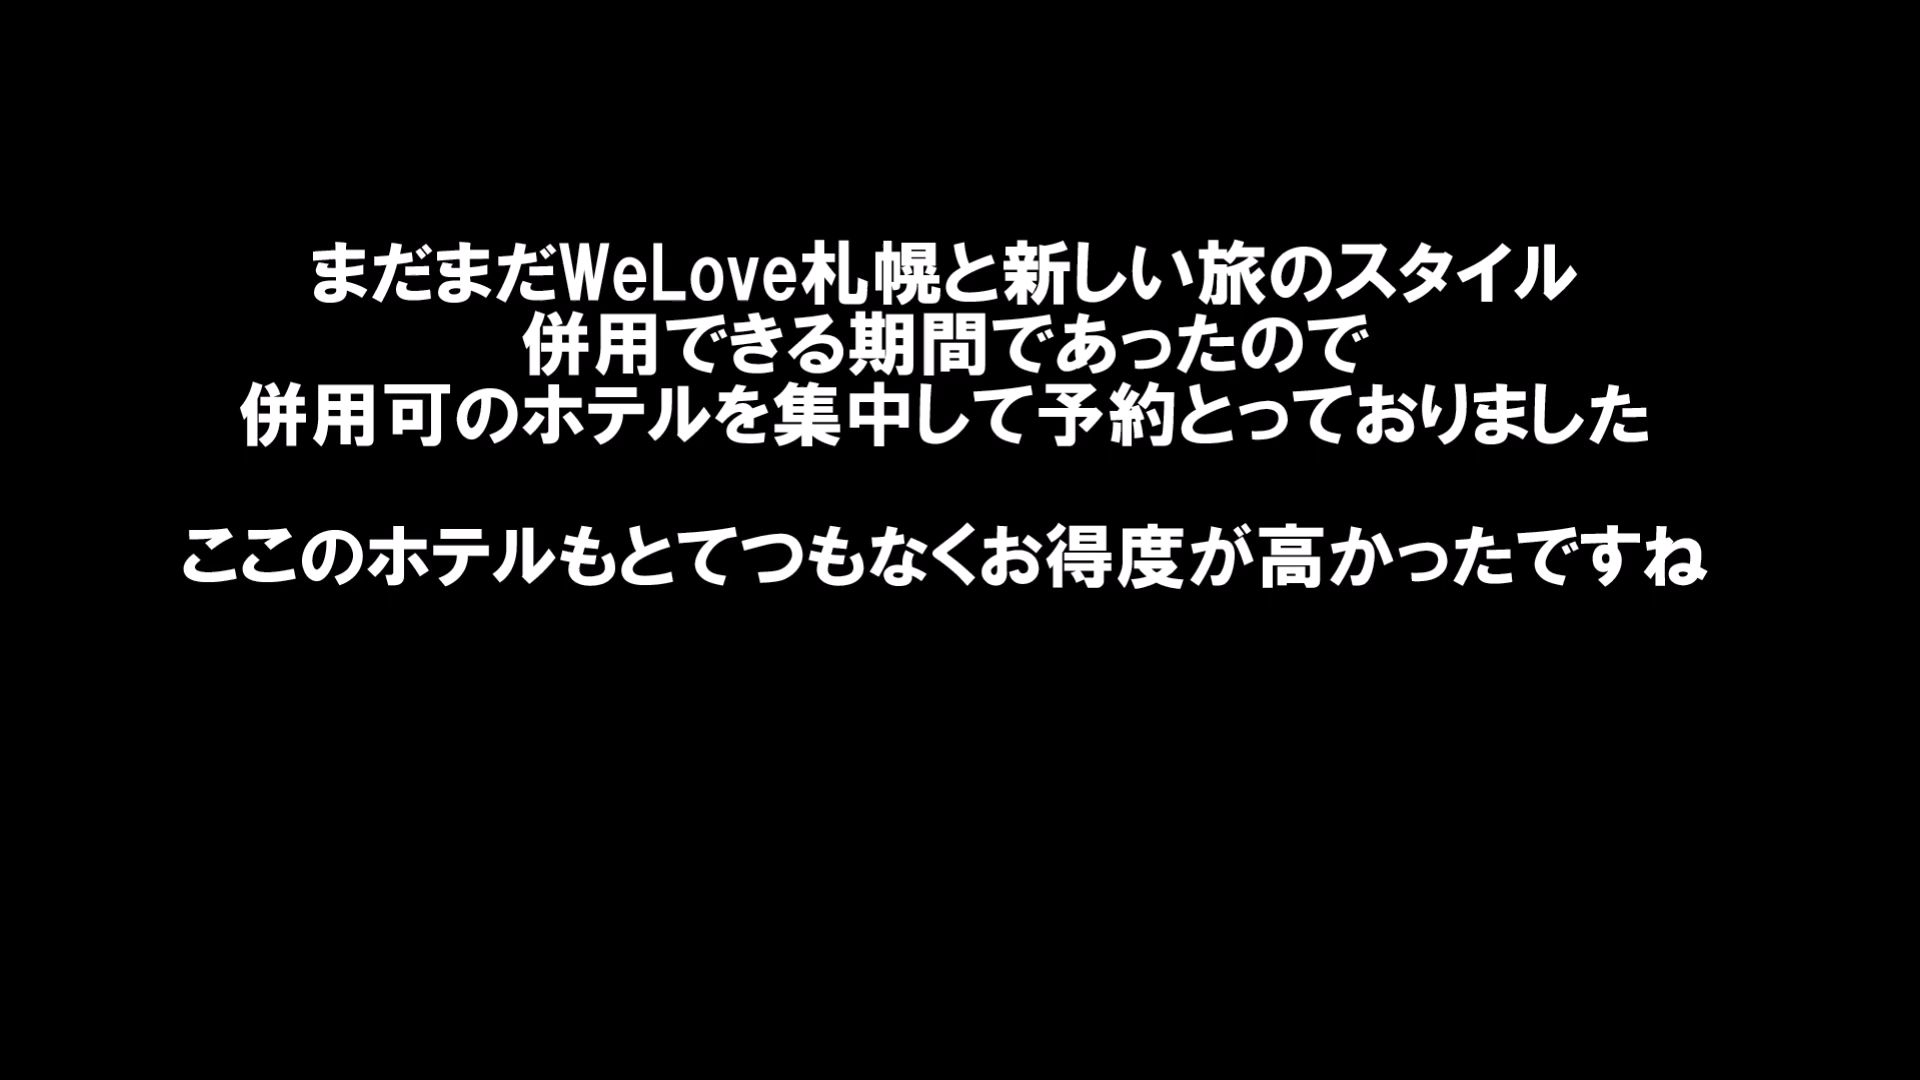 まだまだWeLove札幌と新しい旅のスタイル
併用できる期間であったので
併用可のホテルを集中して予約とっておりました
ここのホテルもとてつもなくお得度が高かったですね